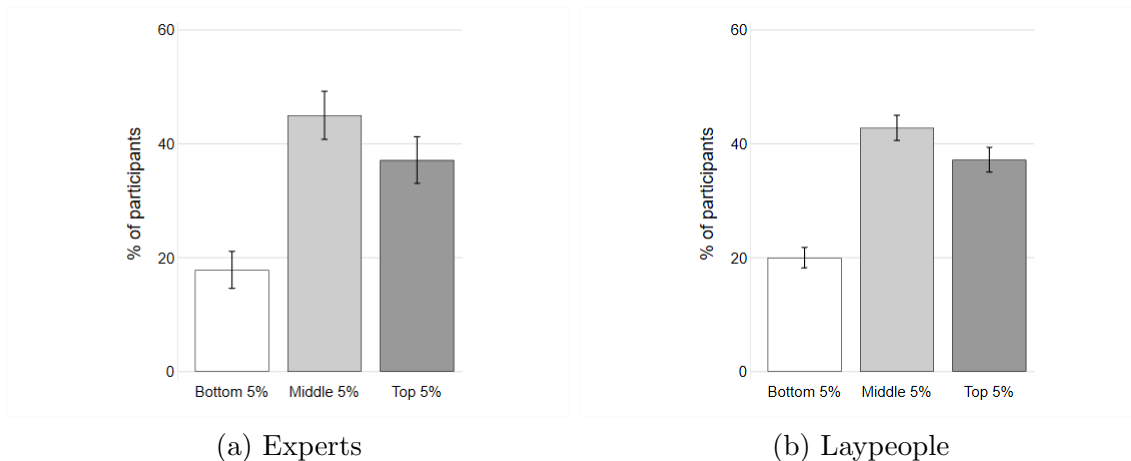 60
40
20
0
% of participants
Bottom 5% Middle 5% Top 5%
(a) Experts
60
40
20
0
% of participants
Bottom 5% Middle 5% Top 5%
(b) Laypeople